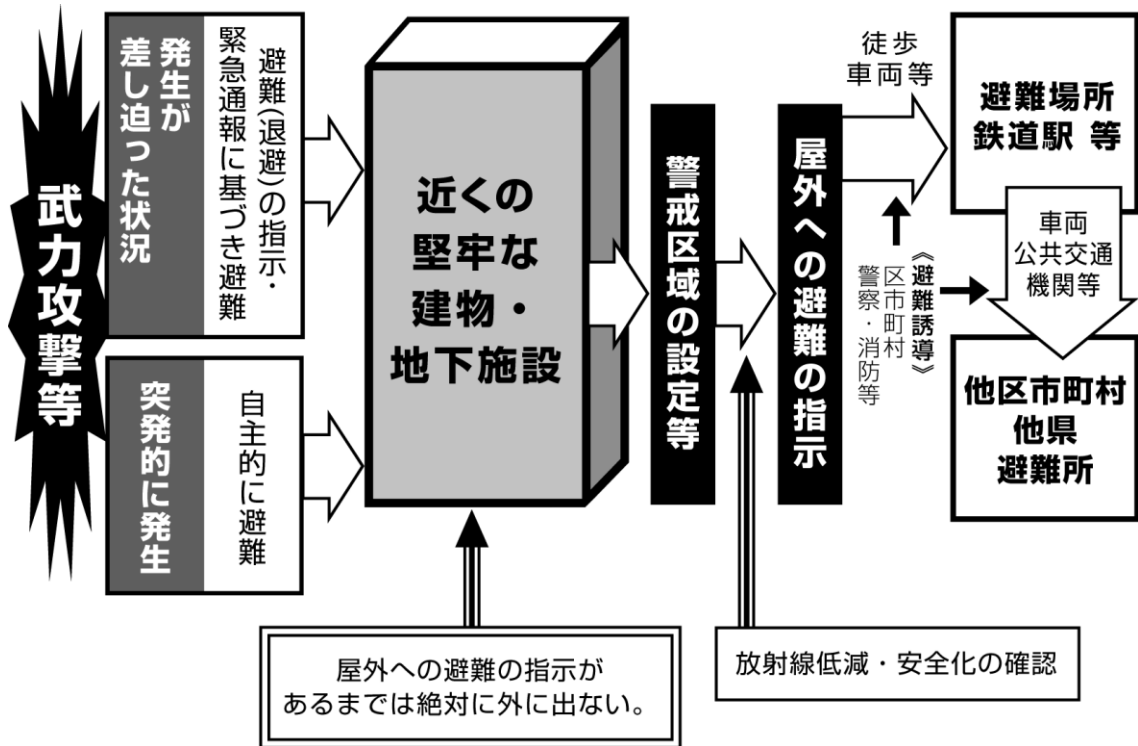 武力攻撃等
発生が
差し迫った状況
避難(退避)の指示・
緊急通報に基づき避難
突発的に発生
自主的に避難
近くの
堅牢な
建物・
地下施設
屋外への避難の指示が
あるまでは絶対に外に出ない。
警戒区域の設定等
放射線低減・安全化の確認
屋外への避難の指示
徒歩
車両等
《避難誘導》
区市町村
警察・消防等
避難場所
鉄道駅 等
車両
公共交通
機関等
他区市町村
他県
避難所